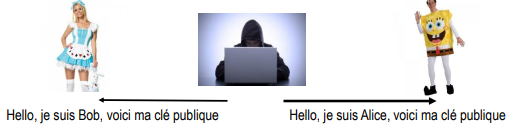 Hello, je suis Bob, voici ma clé publique
Hello, je suis Alice, voici ma clé publique